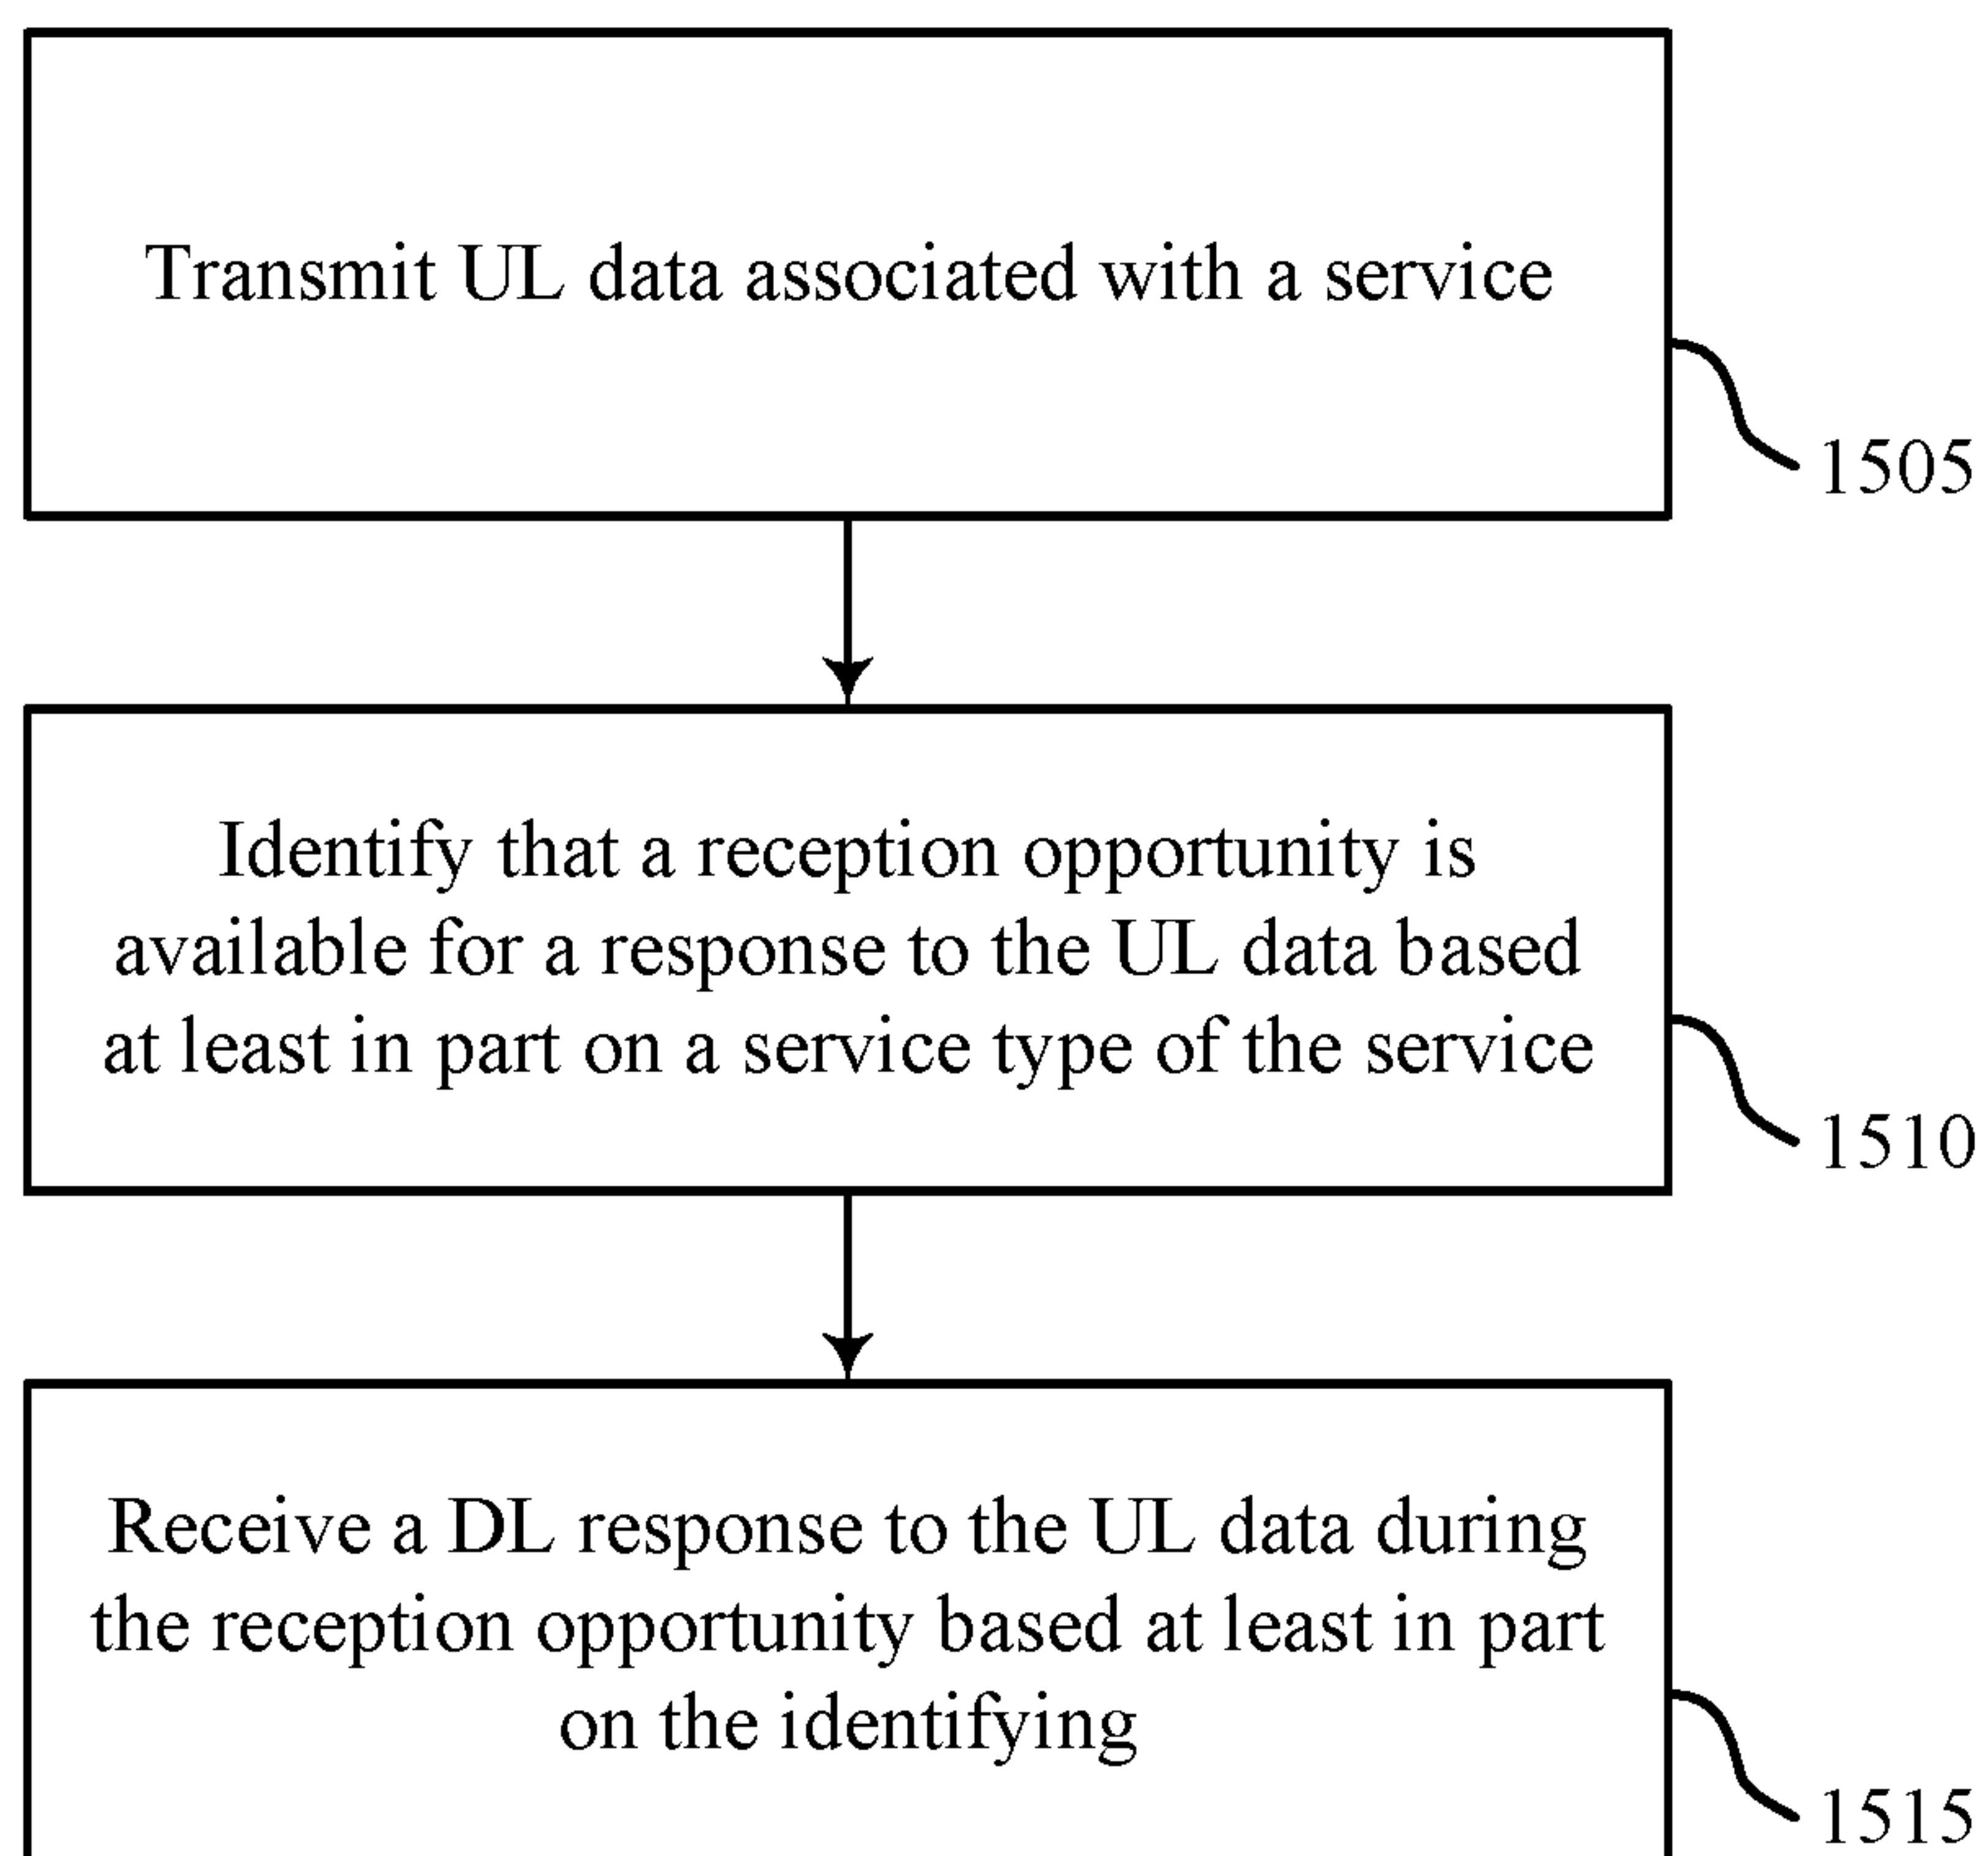 Transmit UL data associated with a service
1505
Identify that a reception opportunity is
available for a response to the UL data based
at least in part on a service type of the service
1510
Receive a DL response to the UL data during
the reception opportunity based at least in part
on the identifying
1515